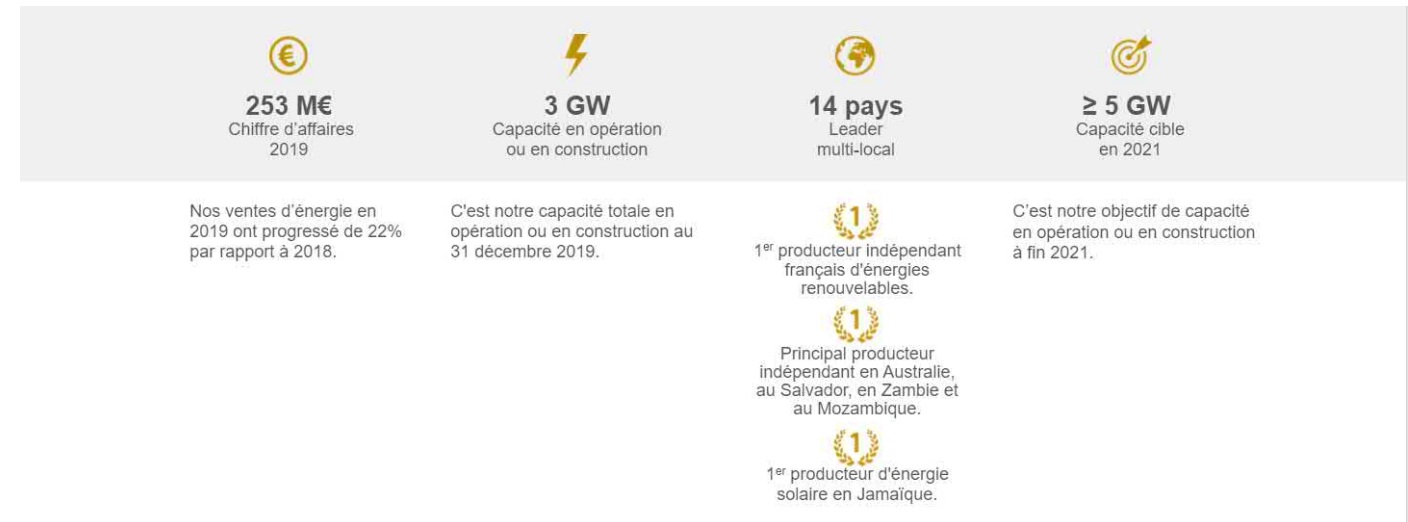 253 M€
Chiffre d’affaires
2019
3 GW
Capacité en opération
ou en construction
14 pays
Leader
multi-local
≥ 5 GW
Capacité cible
en 2021
Nos ventes d’énergie en
2019 ont progressé de 22%
par rapport à 2018.
C'est notre capacité totale en
opération ou en construction au
31 décembre 2019.
1
1er producteur indépendant
français d'énergies
renouvelables.
1
Principal producteur
indépendant en Australie,
au Salvador, en Zambie et
au Mozambique.
1
1er producteur d'énergie
solaire en Jamaïque.
C’est notre objectif de capacité
en opération ou en construction
à fin 2021.